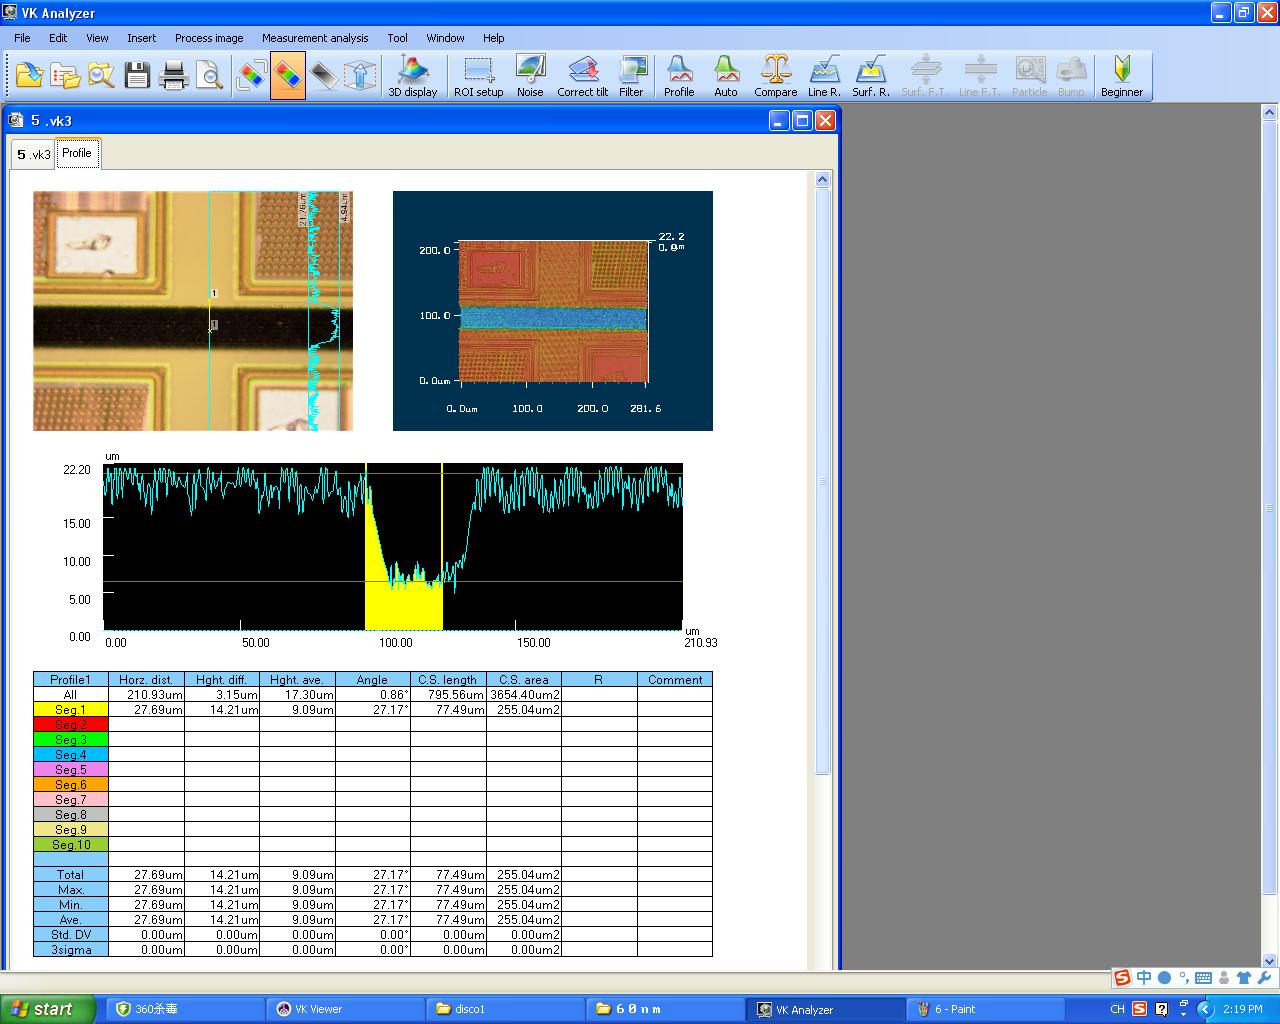 VK Analyzer
File Edit View Insert Process image Measurement analysis Tool Window Help
3D display ROI setup Noise Correct tilt Filter Profile Auto Compare Line R. Surf. R. Surf. F.T. Line F.T. Particle Bump Beginner
5 .vk3
5 .vk3 Profile
21.76um 4.94um
1
1
22.2
0.0um
200.0
100.0
0.0um
0.0um 100.0 200.0 281.6
um
22.20
15.00
10.00
5.00
0.00
um
0.00 50.00 100.00 150.00 210.93
Profile1 Horz. dist. Hght. diff. Hght. ave. Angle C.S. length C.S. area R Comment
All 210.93um 3.15um 17.30um 0.86° 795.56um 3654.40um2
Seg.1 27.69um 14.21um 9.09um 27.17° 77.49um 255.04um2
Seg.2
Seg.3
Seg.4
Seg.5
Seg.6
Seg.7
Seg.8
Seg.9
Seg.10
Total 27.69um 14.21um 9.09um 27.17° 77.49um 255.04um2
Max. 27.69um 14.21um 9.09um 27.17° 77.49um 255.04um2
Min. 27.69um 14.21um 9.09um 27.17° 77.49um 255.04um2
Ave. 27.69um 14.21um 9.09um 27.17° 77.49um 255.04um2
Std. DV 0.00um 0.00um 0.00um 0.00° 0.00um 0.00um2
3sigma 0.00um 0.00um 0.00um 0.00° 0.00um 0.00um2
中
start 360杀毒 VK Viewer disco1 60nm VK Analyzer 6 - Paint CH 2:19 PM